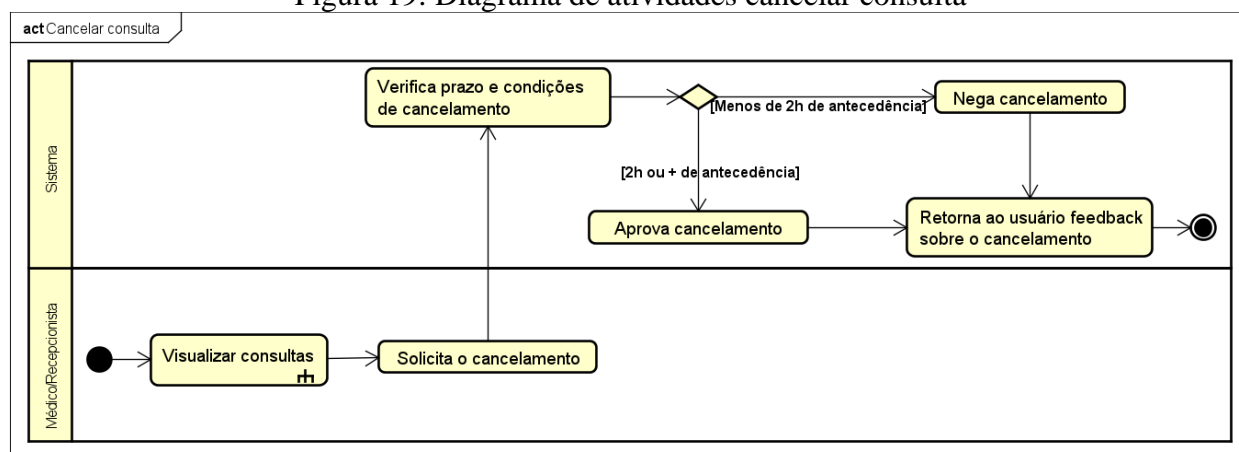 Figura 19: Diagrama de atividades cancelar consulta
act Cancelar consulta
Sistema
Verifica prazo e condições
de cancelamento
[Menos de 2h de antecedência]
Nega cancelamento
[2h ou + de antecedência]
Aprova cancelamento
Retorna ao usuário feedback
sobre o cancelamento
Médico/Recepcionista
Visualizar consultas
Solicita o cancelamento